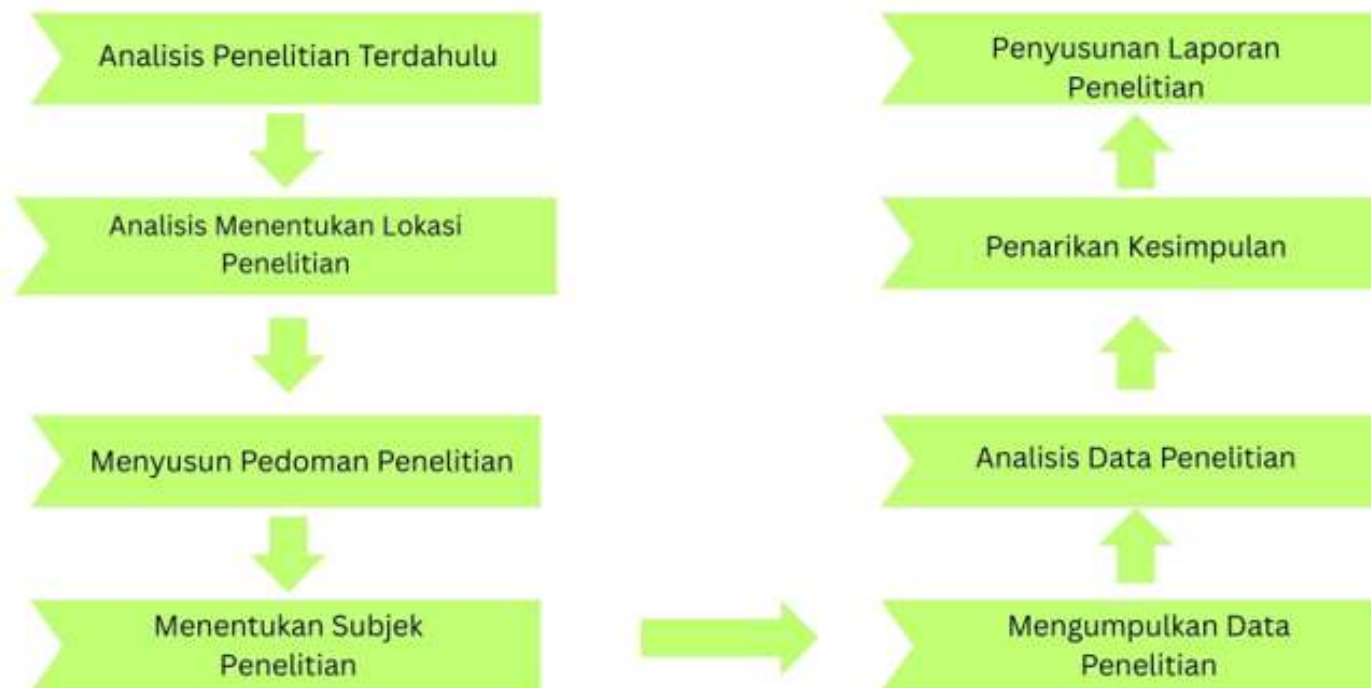 Analisis Penelitian Terdahulu
Analisis Menentukan Lokasi
Penelitian
Menyusun Pedoman Penelitian
Menentukan Subjek
Penelitian
Mengumpulkan Data
Penelitian
Analisis Data Penelitian
Penarikan Kesimpulan
Penyusunan Laporan
Penelitian